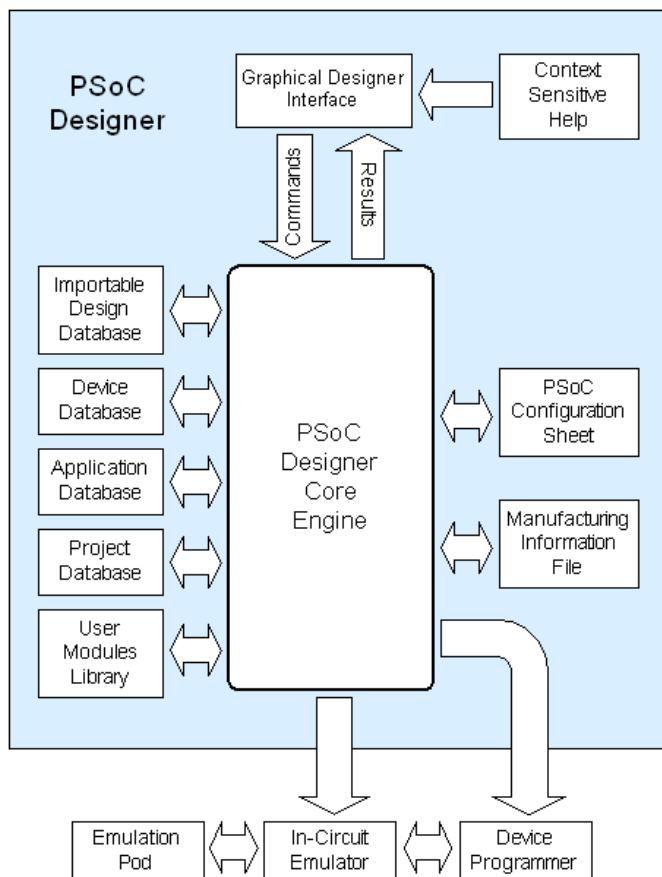 PSoC
Designer
Graphical Designer
Interface
Context
Sensitive
Help
Commands
Results
Importable
Design
Database
Device
Database
Application
Database
Project
Database
User
Modules
Library
PSoC
Designer
Core
Engine
PSoC
Configuration
Sheet
Manufacturing
Information
File
Emulation
Pod
In-Circuit
Emulator
Device
Programmer